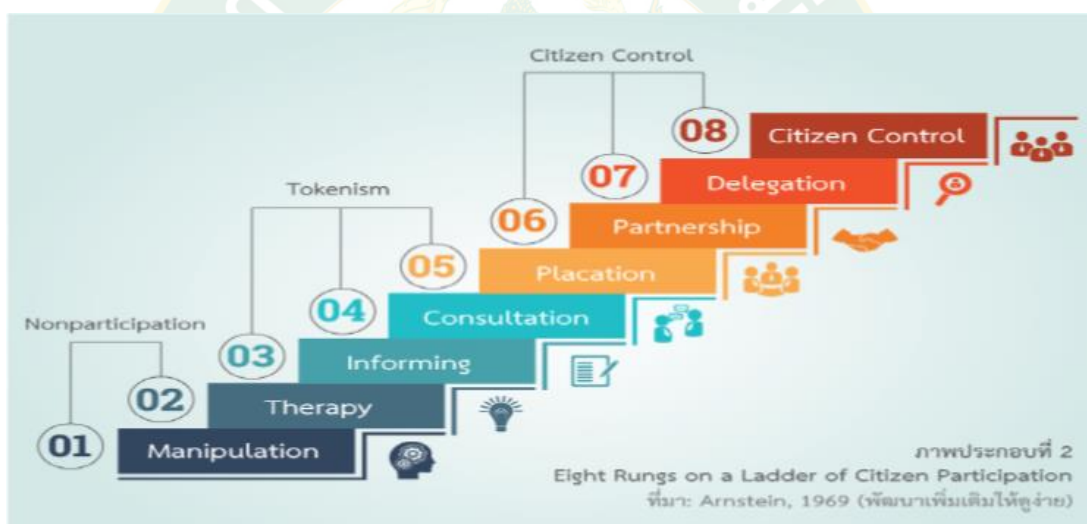 Citizen Control
08 Citizen Control
07 Delegation
Tokenism
06 Partnership
05 Placation
04 Consultation
Nonparticipation
03 Informing
02 Therapy
01 Manipulation
ภาพประกอบที่ 2
Eight Rungs on a Ladder of Citizen Participation
ที่มา: Arnstein, 1969 (พัฒนาเพิ่มเติมให้ดูง่าย)